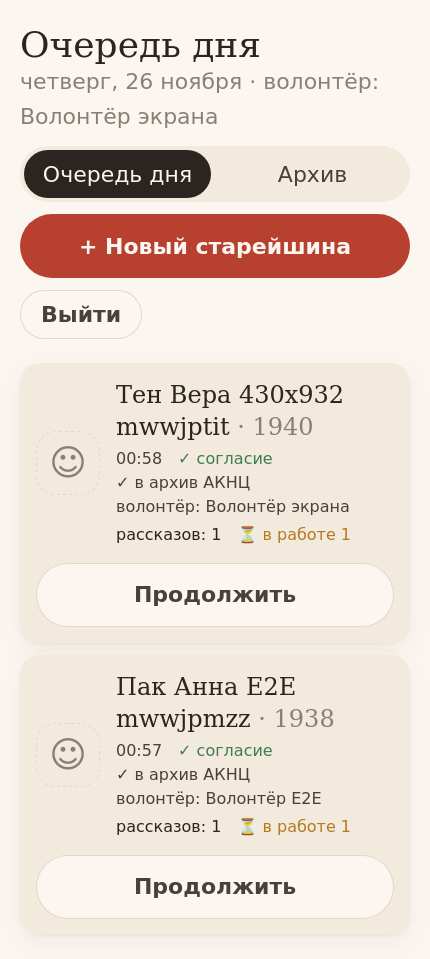 Очередь дня
четверг, 26 ноября · волонтёр:
Волонтёр экрана
Очередь дня
Архив
+ Новый старейшина
Выйти
Тен Вера 430x932
mwwjptit · 1940
00:58 ✓ согласие
✓ в архив АКНЦ
волонтёр: Волонтёр экрана
рассказов: 1 ⏳ в работе 1
Продолжить
Пак Анна E2E
mwwjpmzz · 1938
00:57 ✓ согласие
✓ в архив АКНЦ
волонтёр: Волонтёр E2E
рассказов: 1 ⏳ в работе 1
Продолжить